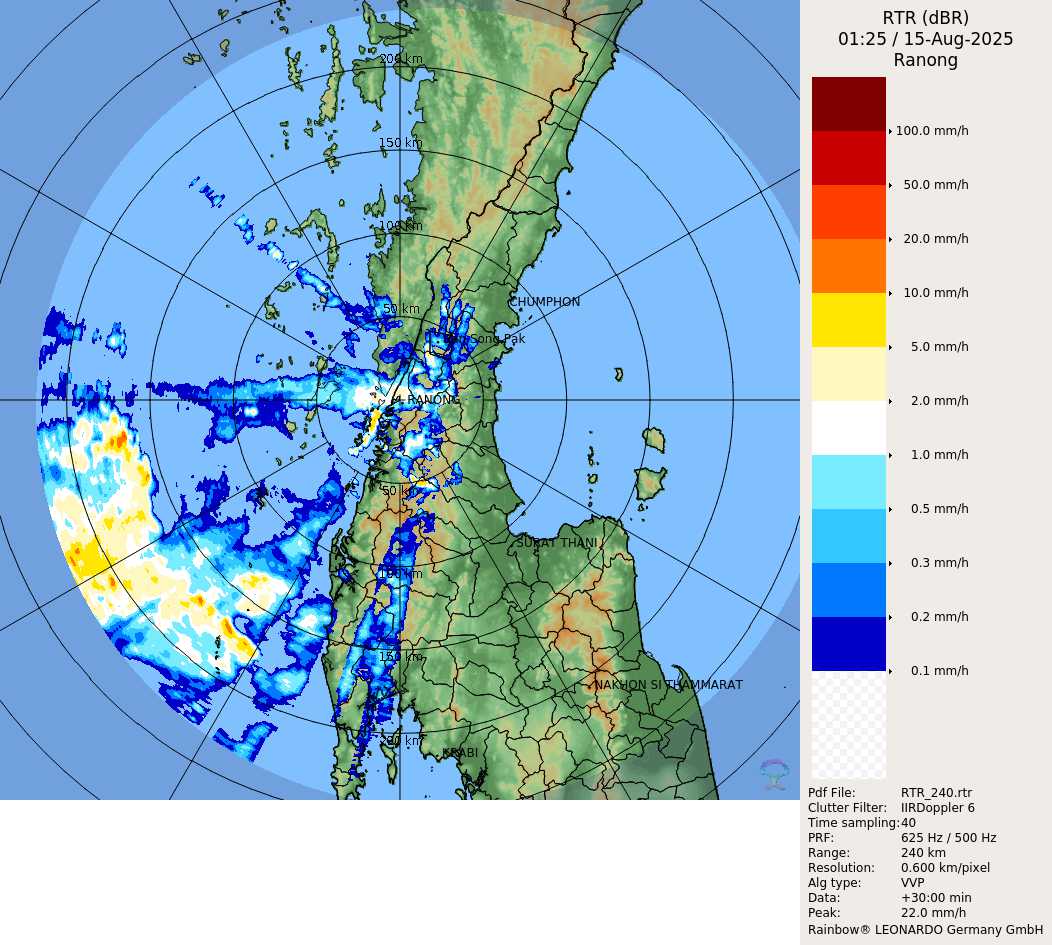 RTR (dBR)
01:25 / 15-Aug-2025
Ranong
100.0 mm/h
50.0 mm/h
20.0 mm/h
10.0 mm/h
5.0 mm/h
2.0 mm/h
1.0 mm/h
0.5 mm/h
0.3 mm/h
0.2 mm/h
0.1 mm/h
Pdf File: RTR_240.rtr
Clutter Filter: IIRDoppler 6
Time sampling: 40
PRF: 625 Hz / 500 Hz
Range: 240 km
Resolution: 0.600 km/pixel
Alg type: VVP
Data: +30:00 min
Peak: 22.0 mm/h
Rainbow® LEONARDO Germany GmbH
200 km
150 km
100 km
CHUMPHON
50 km
Song Pak
RANONG
50 km
SURAT THANI
100 km
150 km
NAKHON SI THAMMARAT
200 km
KRABI